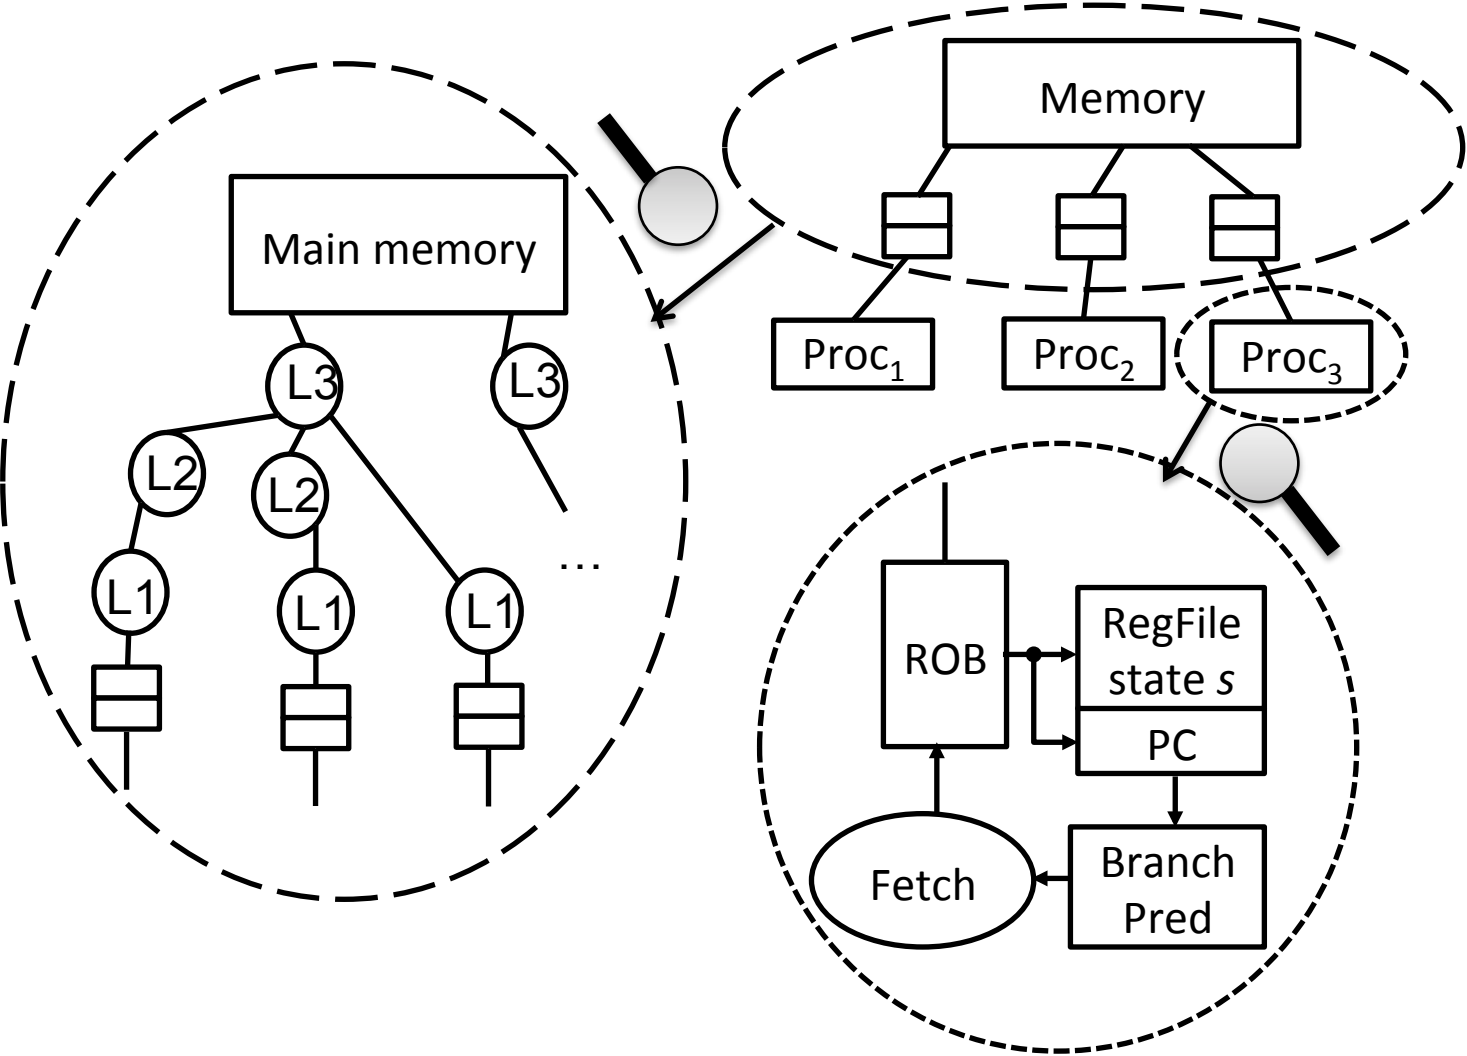 Memory
Proc1
Proc2
Proc3
Main memory
L3
L3
L2
L2
L1
L1
L1
...
ROB
RegFile
state s
PC
Fetch
Branch
Pred